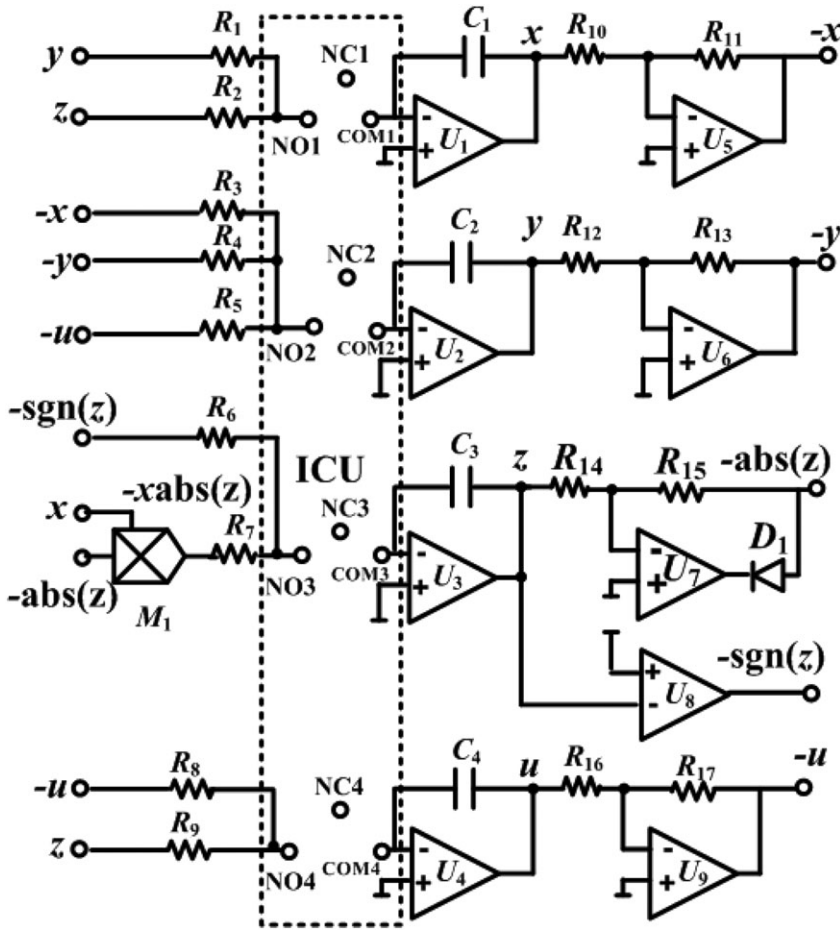 y
R1
z
R2
NO1
NC1
COM1
C1
x
R10
R11
-x
-
+
U1
-
+
U5
-x
R3
-y
R4
-u
R5
NO2
NC2
COM2
C2
y
R12
R13
-y
-
+
U2
-
+
U6
-sgn(z)
R6
ICU
x
-xabs(z)
R7
-abs(z)
M1
NO3
NC3
COM3
C3
z
R14
R15
-abs(z)
-
+
U3
-
+
U7
D1
-sgn(z)
+
-
U8
-u
R8
z
R9
NO4
NC4
COM4
C4
u
R16
R17
-u
-
+
U4
-
+
U9